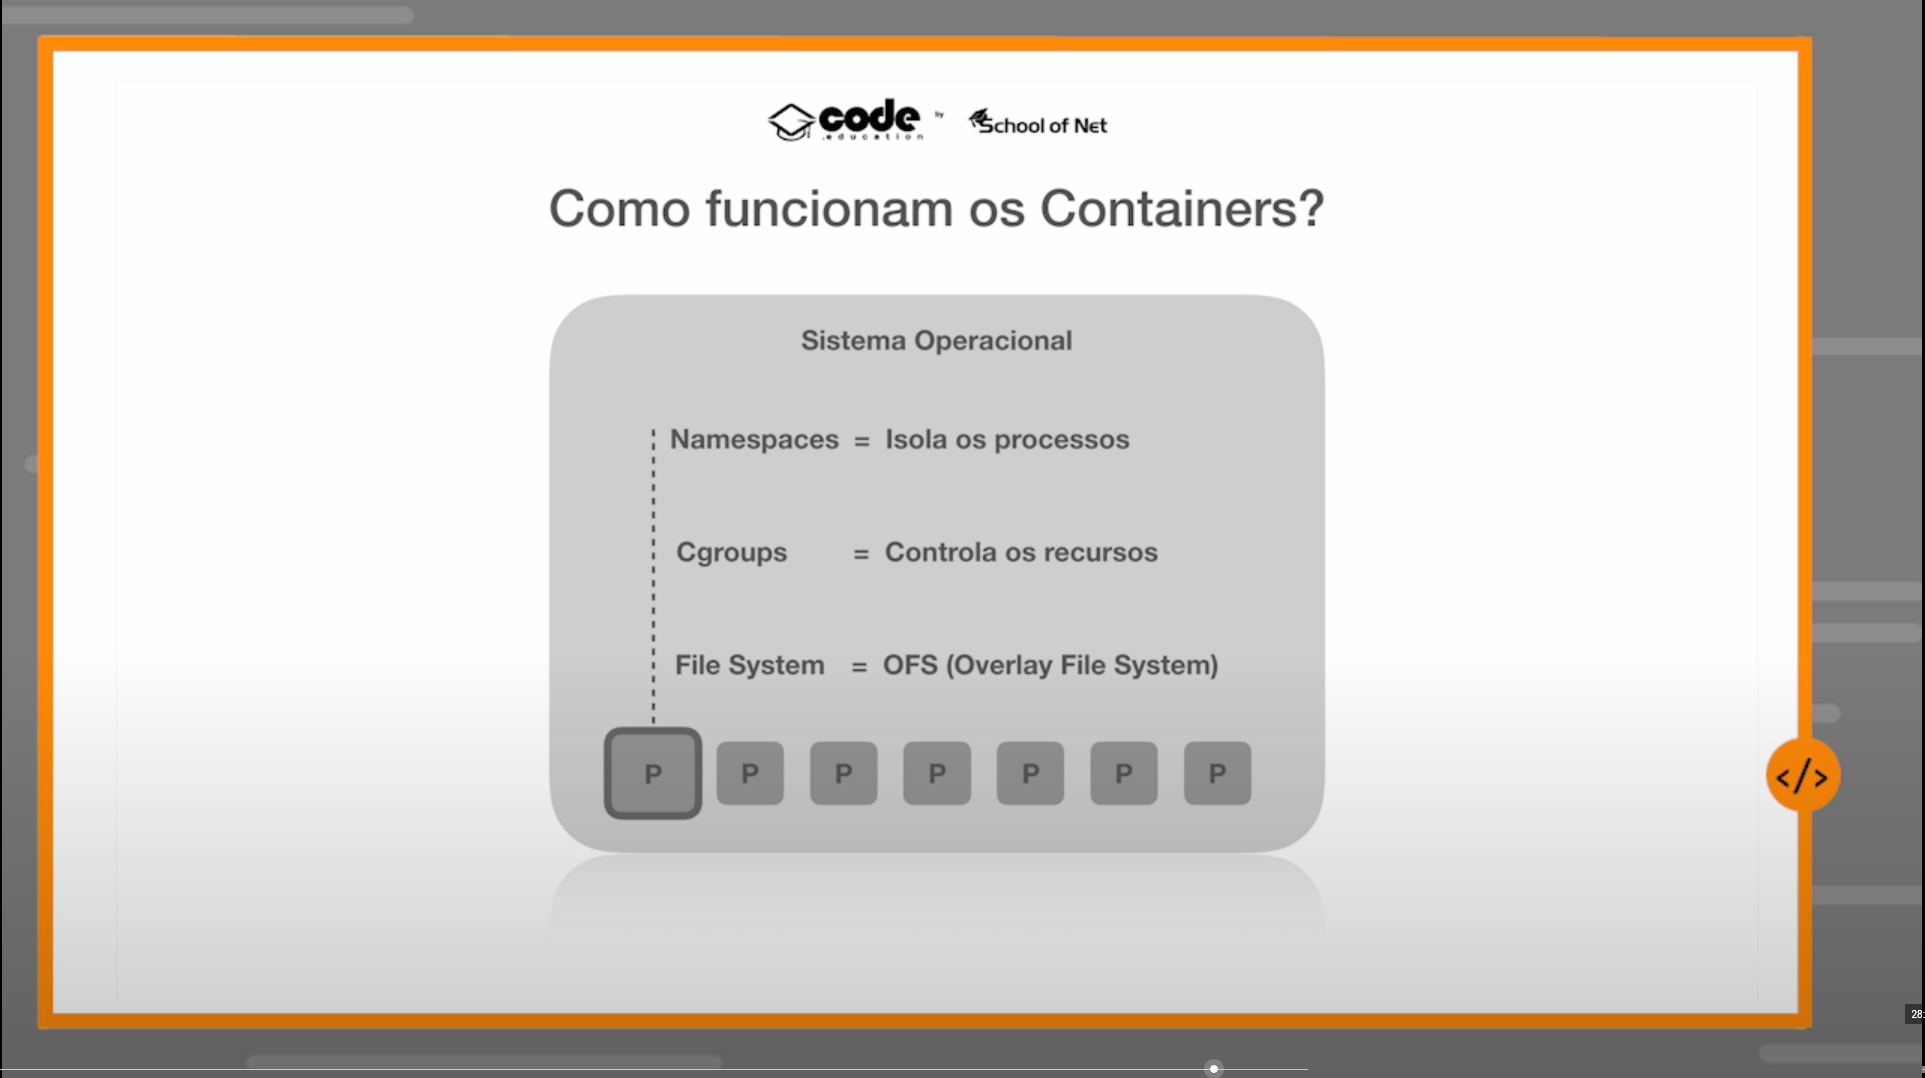 code by School of Net
.education
Como funcionam os Containers?
Sistema Operacional
Namespaces = Isola os processos
Cgroups = Controla os recursos
File System = OFS (Overlay File System)
P P P P P P P
</>
28: